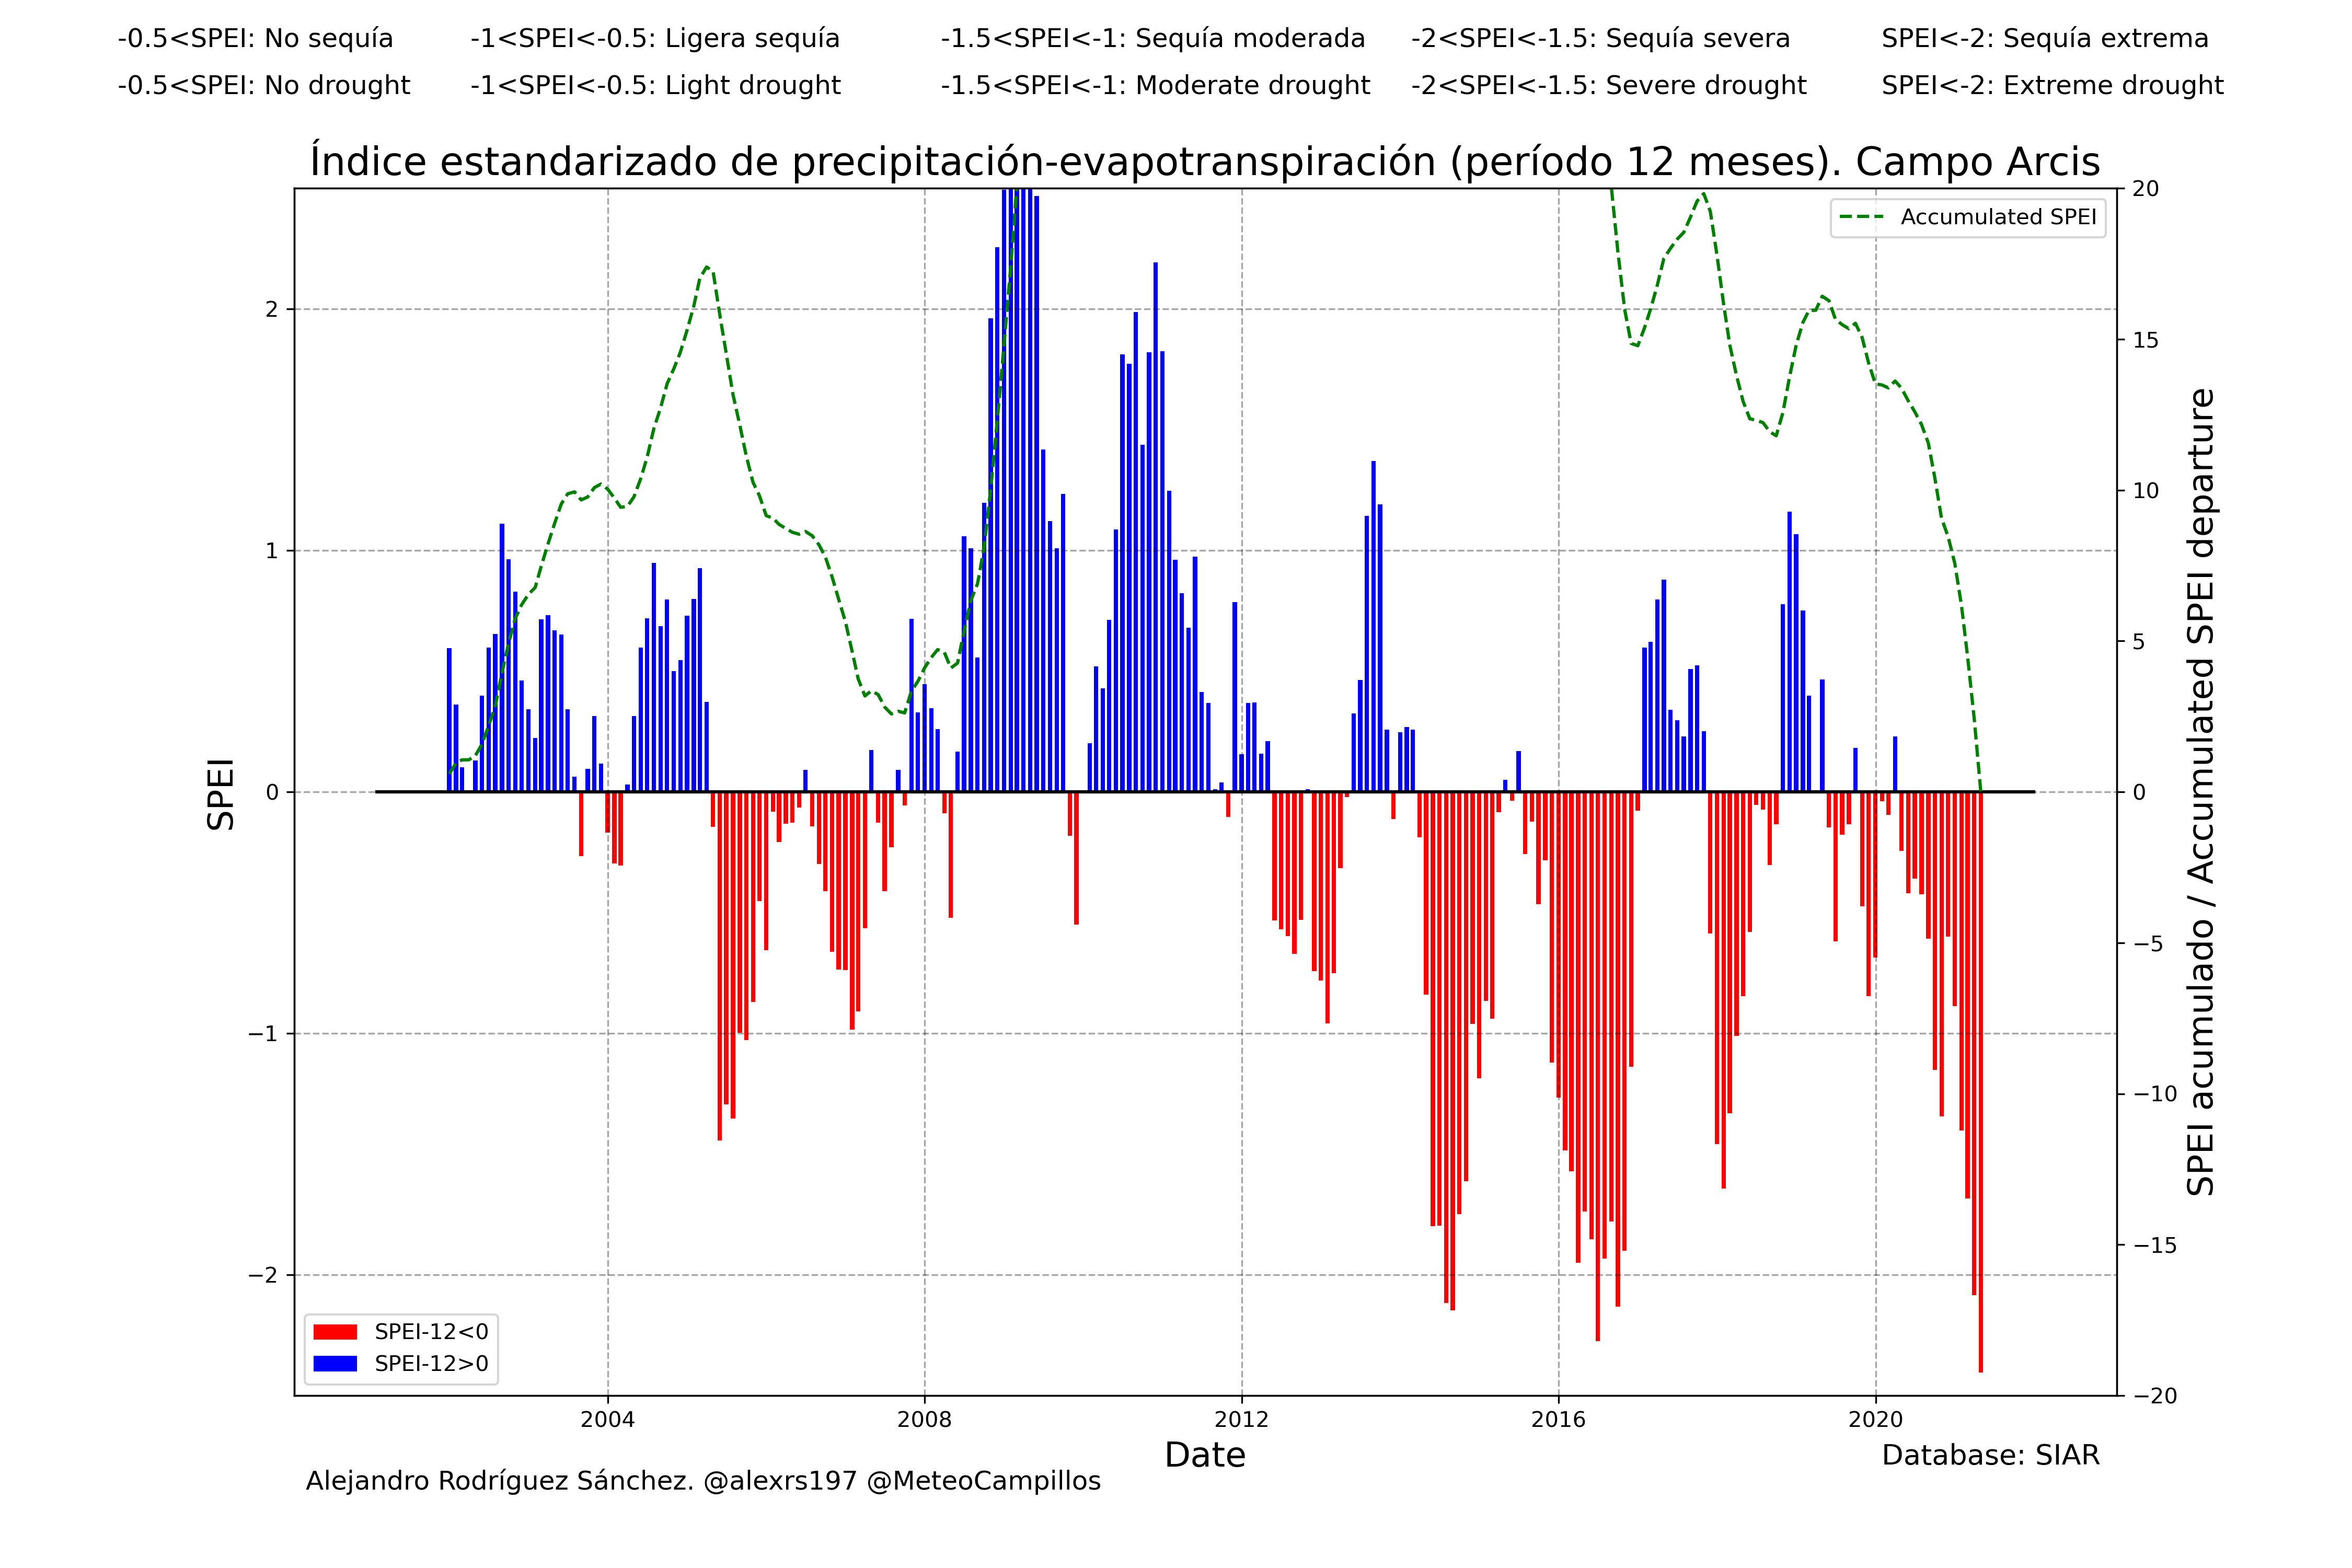 -0.5<SPEI: No sequía -1<SPEI<-0.5: Ligera sequía -1.5<SPEI<-1: Sequía moderada -2<SPEI<-1.5: Sequía severa SPEI<-2: Sequía extrema
-0.5<SPEI: No drought -1<SPEI<-0.5: Light drought -1.5<SPEI<-1: Moderate drought -2<SPEI<-1.5: Severe drought SPEI<-2: Extreme drought
Índice estandarizado de precipitación-evapotranspiración (período 12 meses). Campo Arcis
Accumulated SPEI
SPEI
2
1
0
−1
−2
20
15
10
5
0
−5
−10
−15
−20
SPEI acumulado / Accumulated SPEI departure
SPEI-12<0
SPEI-12>0
2004 2008 2012 2016 2020
Date
Database: SIAR
Alejandro Rodríguez Sánchez. @alexrs197 @MeteoCampillos